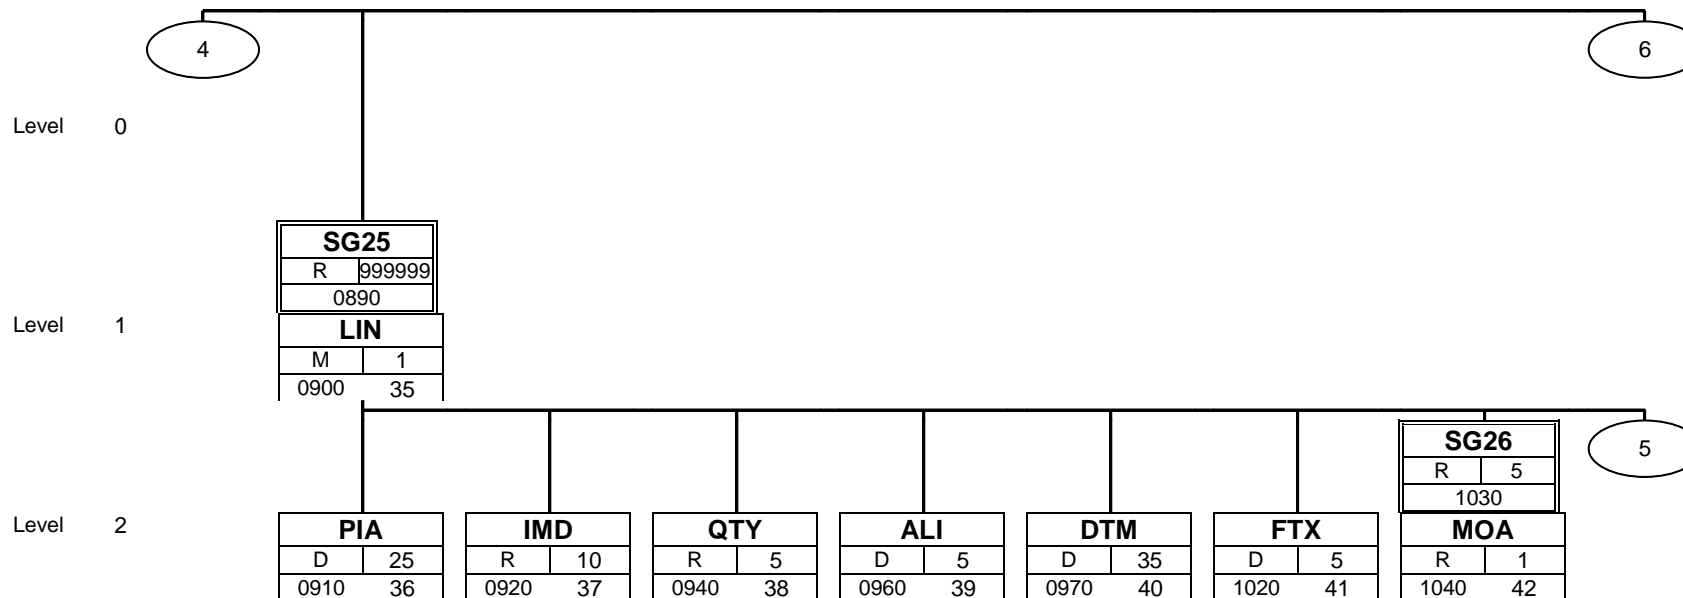 4 6
Level 0
SG25
R 999999
0890
Level 1
LIN
M 1
0900 35
SG26
R 5
1030
5
Level 2
PIA IMD QTY ALI DTM FTX MOA
D 25 R 10 R 5 D 5 D 35 D 5 R 1
0910 36 0920 37 0940 38 0960 39 0970 40 1020 41 1040 42